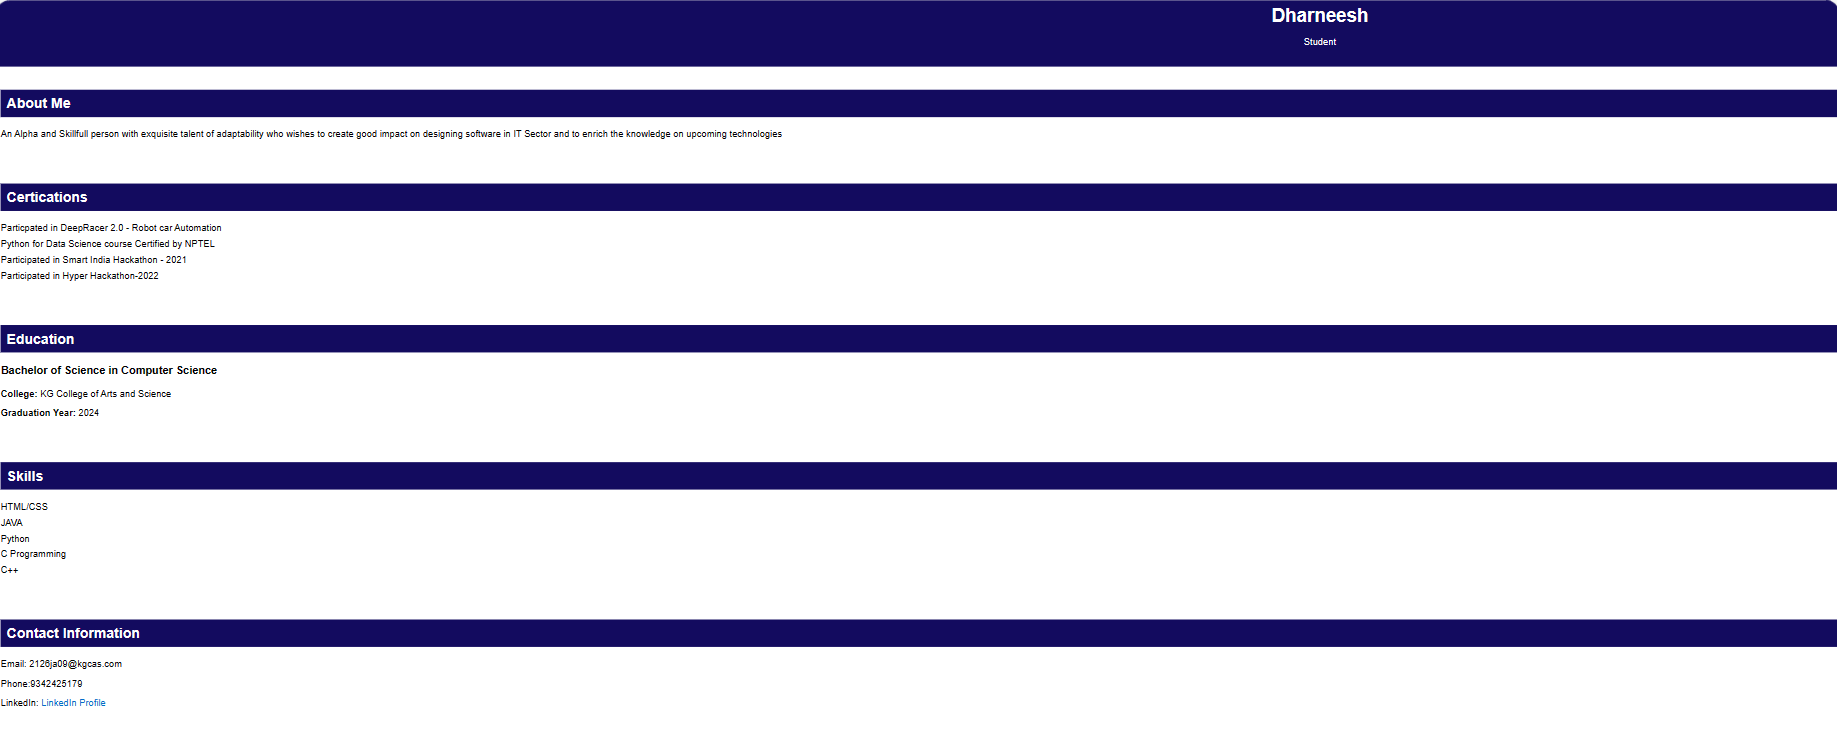 Dharneesh
Student
About Me
An Alpha and Skillfull person with exquisite talent of adaptability who wishes to create good impact on designing software in IT Sector and to enrich the knowledge on upcoming technologies
Certications
Particpated in DeepRacer 2.0 - Robot car Automation
Python for Data Science course Certified by NPTEL
Participated in Smart India Hackathon - 2021
Participated in Hyper Hackathon-2022
Education
Bachelor of Science in Computer Science
College: KG College of Arts and Science
Graduation Year: 2024
Skills
HTML/CSS
JAVA
Python
C Programming
C++
Contact Information
Email: 2126ja09@kgcas.com
Phone:9342425179
LinkedIn: LinkedIn Profile